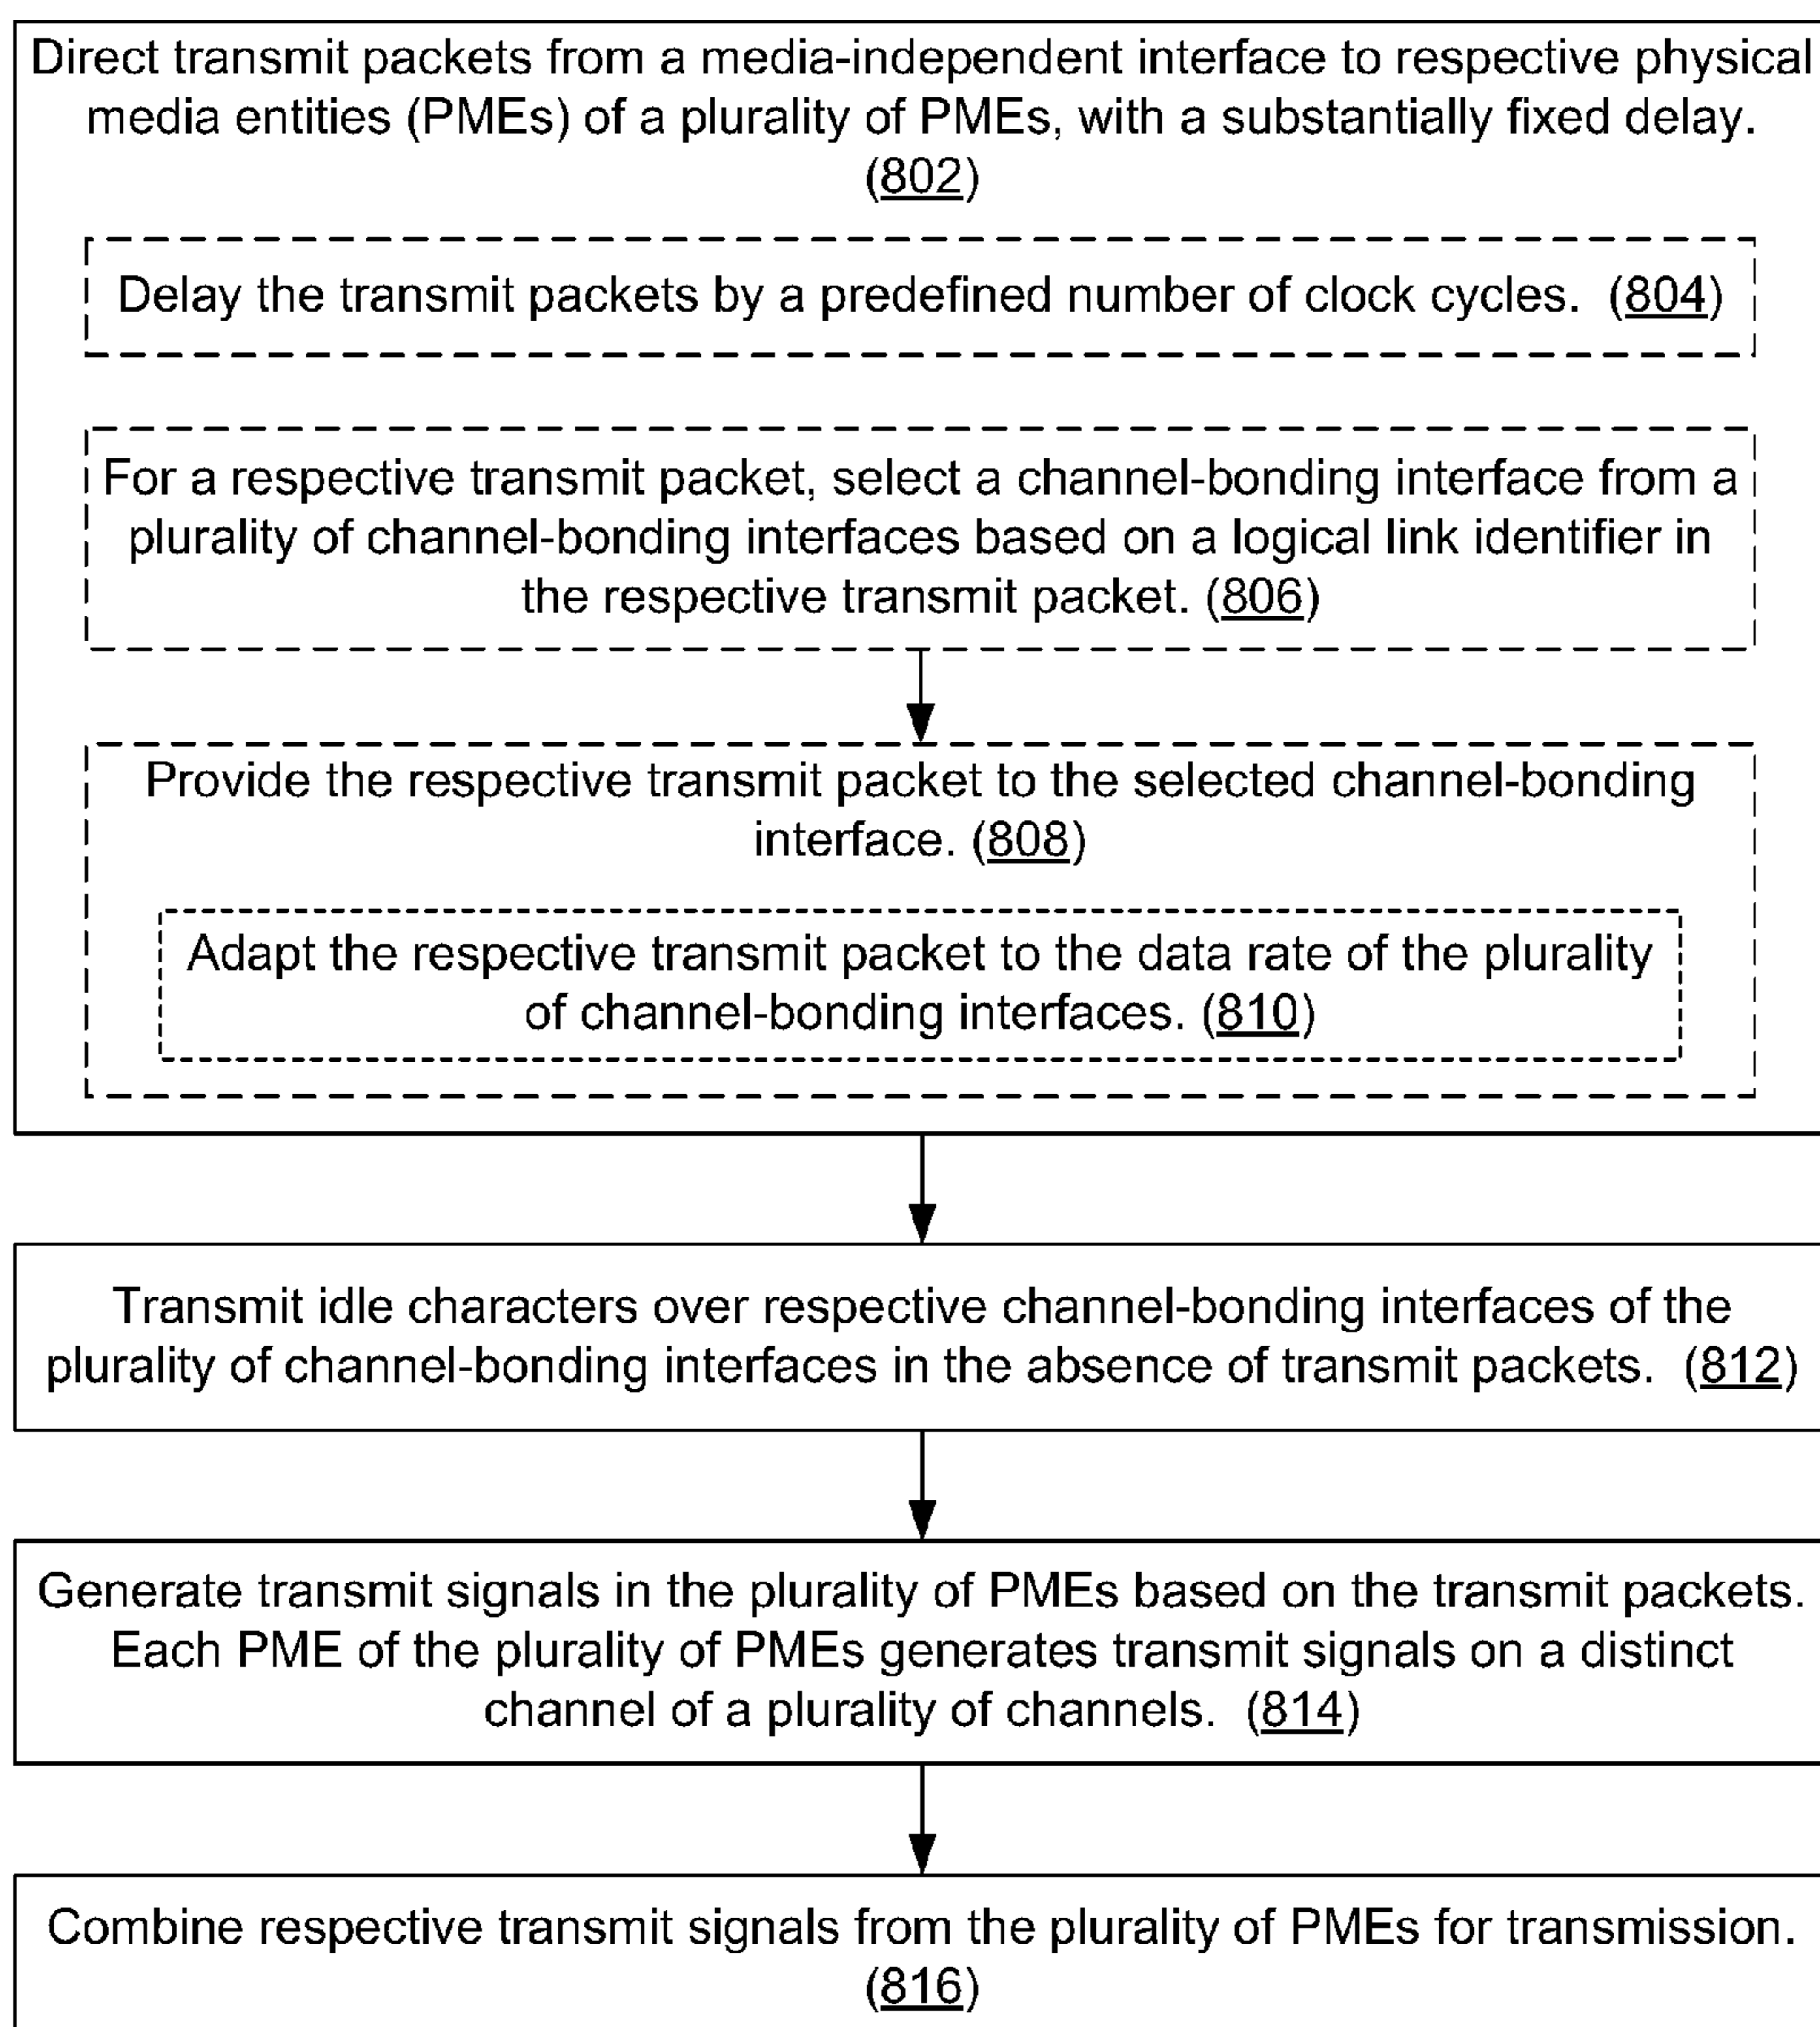 Direct transmit packets from a media-independent interface to respective physical
media entities (PMEs) of a plurality of PMEs, with a substantially fixed delay.
(802)
Delay the transmit packets by a predefined number of clock cycles. (804)
For a respective transmit packet, select a channel-bonding interface from a
plurality of channel-bonding interfaces based on a logical link identifier in
the respective transmit packet. (806)
Provide the respective transmit packet to the selected channel-bonding
interface. (808)
Adapt the respective transmit packet to the data rate of the plurality
of channel-bonding interfaces. (810)
Transmit idle characters over respective channel-bonding interfaces of the
plurality of channel-bonding interfaces in the absence of transmit packets. (812)
Generate transmit signals in the plurality of PMEs based on the transmit packets.
Each PME of the plurality of PMEs generates transmit signals on a distinct
channel of a plurality of channels. (814)
Combine respective transmit signals from the plurality of PMEs for transmission.
(816)